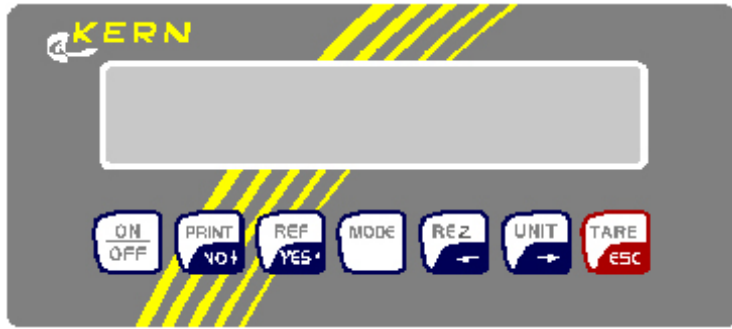 KERN
ON PRINT REF MODE REZ UNIT TARE
OFF NO YES ESC